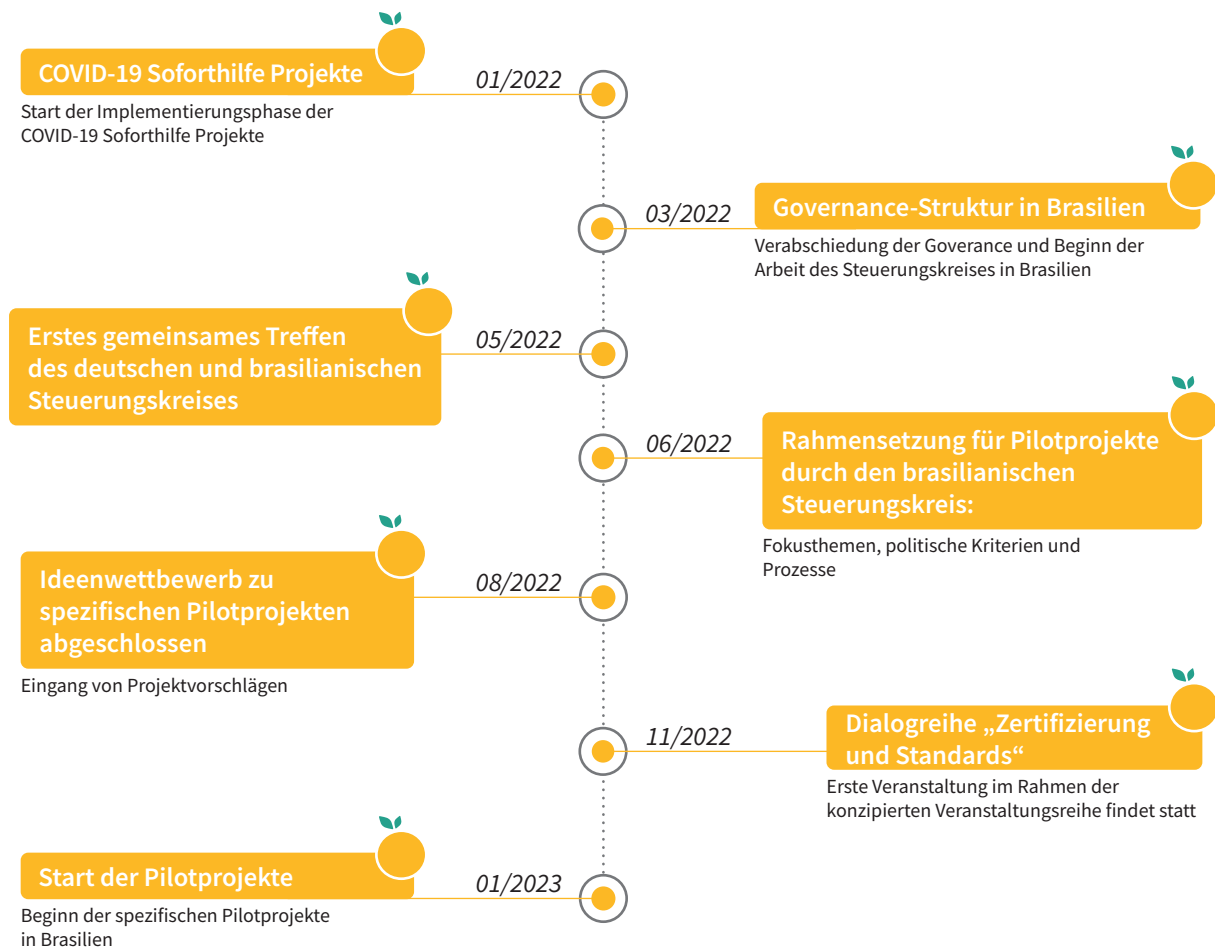 COVID-19 Soforthilfe Projekte
01/2022
Start der Implementierungsphase der
COVID-19 Soforthilfe Projekte
03/2022
Governance-Struktur in Brasilien
Verabschiedung der Goverance und Beginn der
Arbeit des Steuerungskreises in Brasilien
Erstes gemeinsames Treffen
des deutschen und brasilianischen
Steuerungskreises
05/2022
06/2022
Rahmensetzung für Pilotprojekte
durch den brasilianischen
Steuerungskreis:
Fokusthemen, politische Kriterien und
Prozesse
Ideenwettbewerb zu
spezifischen Pilotprojekten
abgeschlossen
08/2022
Eingang von Projektvorschlägen
11/2022
Dialogreihe „Zertifizierung
und Standards“
Erste Veranstaltung im Rahmen der
konzipierten Veranstaltungsreihe findet statt
Start der Pilotprojekte
01/2023
Beginn der spezifischen Pilotprojekte
in Brasilien